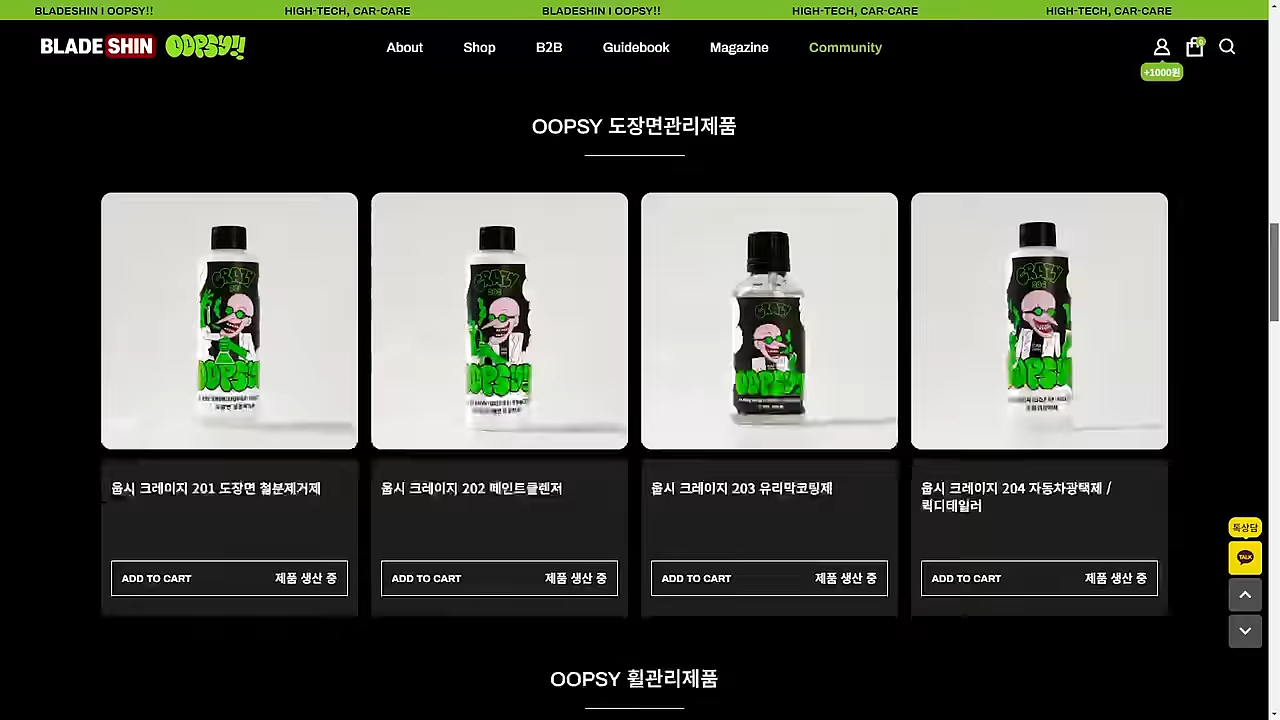 BLADESHIN I OOPSY!! HIGH-TECH, CAR-CARE BLADESHIN I OOPSY!! HIGH-TECH, CAR-CARE HIGH-TECH, CAR-CARE
BLADE SHIN OOPSY!! About Shop B2B Guidebook Magazine Community 0
+1000원
OOPSY 도장면관리제품
CRAZY CRAZY CRAZY CRAZY
OOPSY!! OOPSY!! OOPSY!! OOPSY!!
옵시 크레이지 201 도장면 철분제거제
옵시 크레이지 202 페인트클렌저
옵시 크레이지 203 유리막코팅제
옵시 크레이지 204 자동차광택제 /
퀵디테일러
톡상담
TALK
ADD TO CART 제품 생산 중
ADD TO CART 제품 생산 중
ADD TO CART 제품 생산 중
ADD TO CART 제품 생산 중
OOPSY 휠관리제품